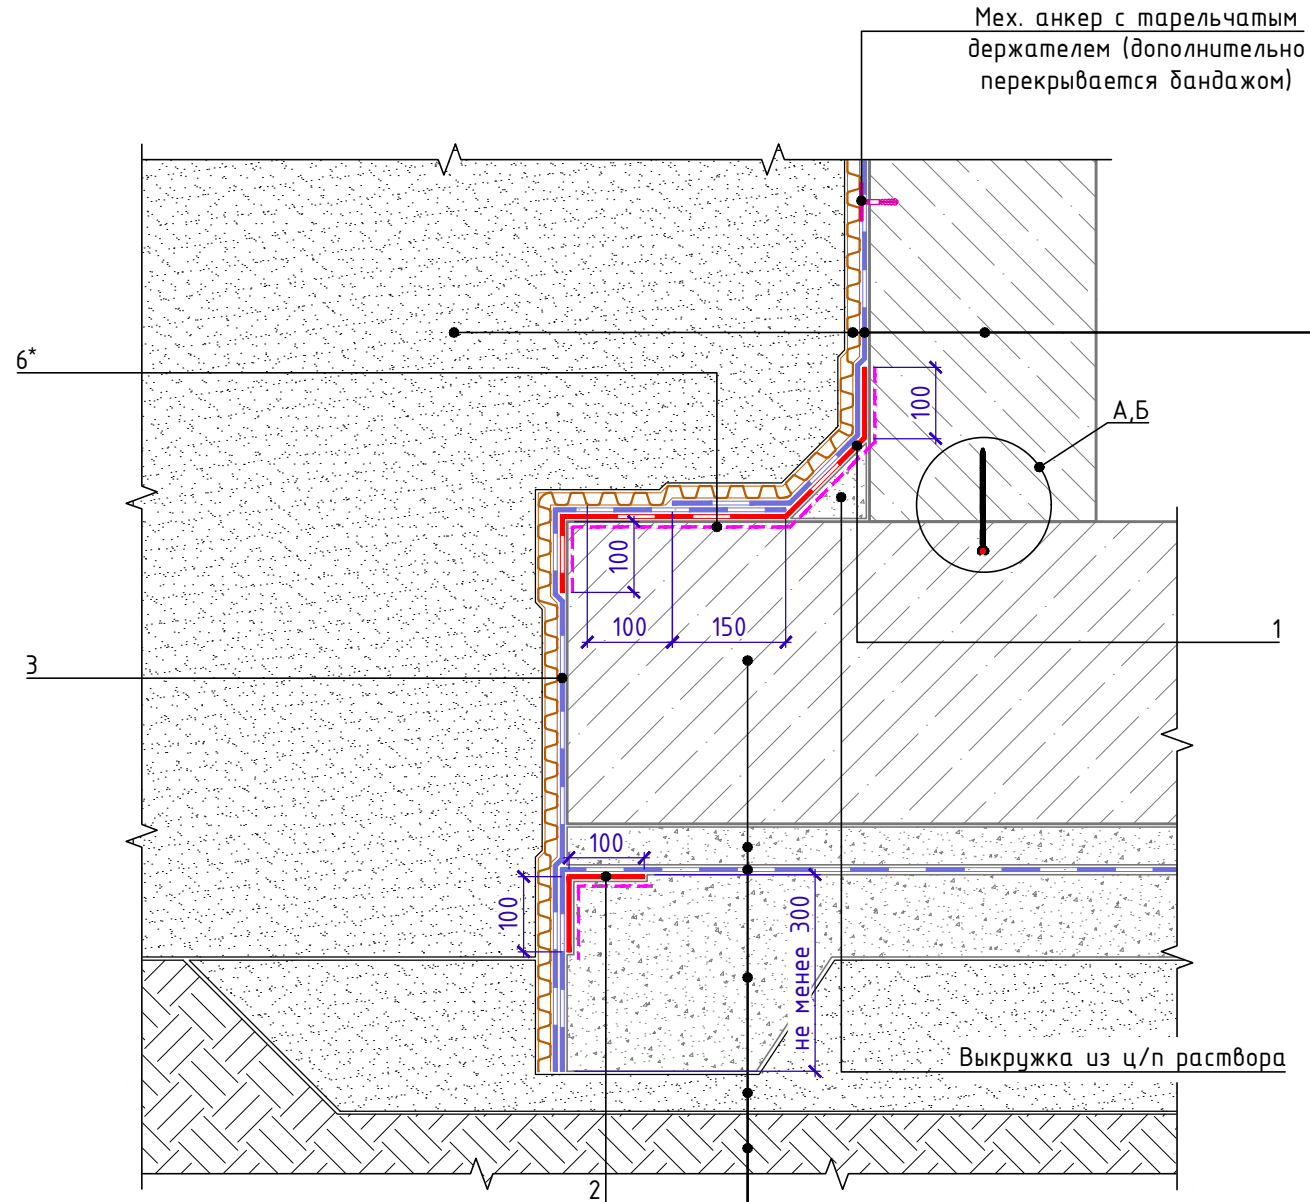 Мех. анкер с тарельчатым
держателем (дополнительно
перекрывается бандажом)
6*
100
А,Б
100
100
150
1
3
100
100
не менее 300
Выкружка из ц/п раствора
2